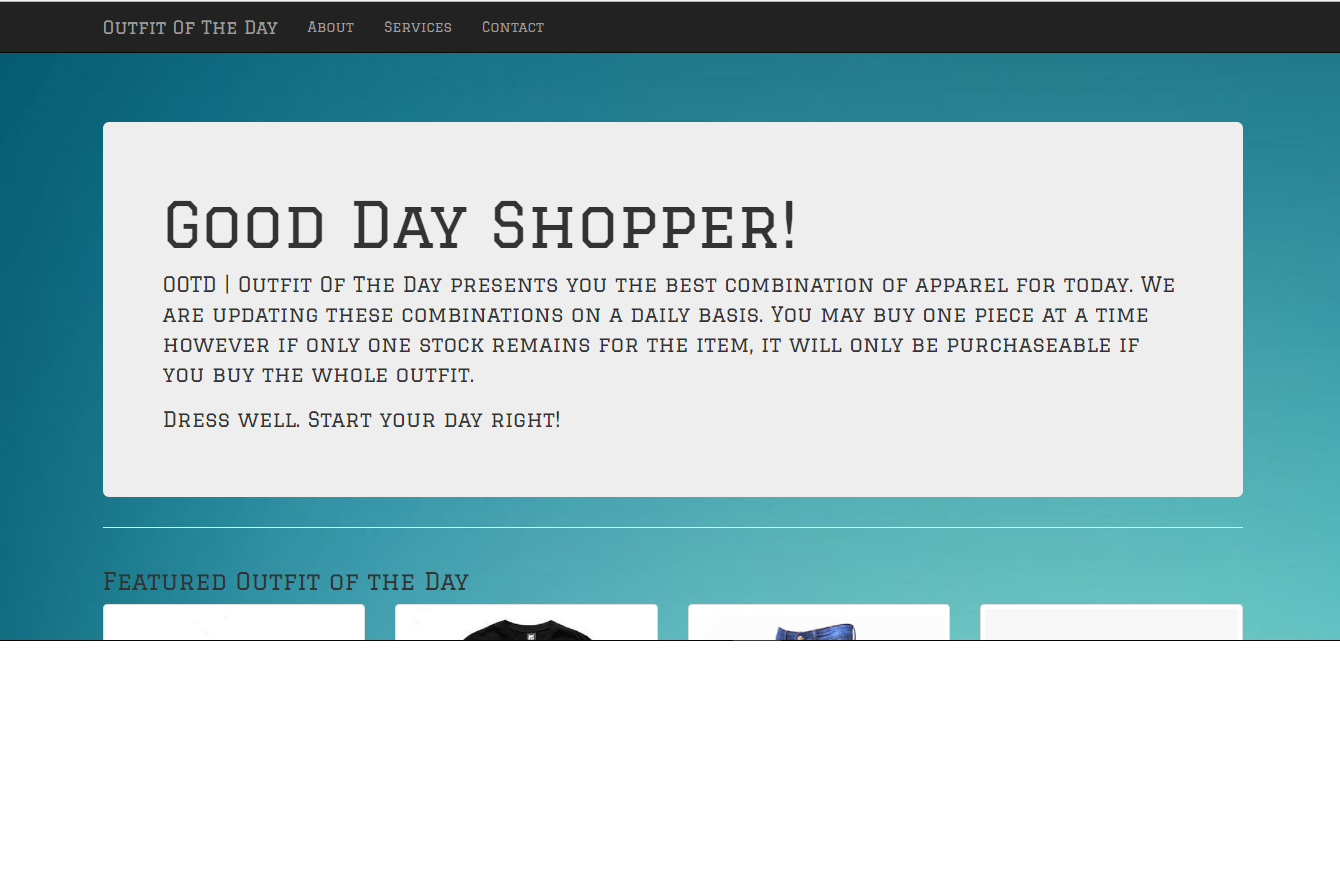 Outfit Of The Day About Services Contact
Good Day Shopper!
OOTD | Outfit Of The Day presents you the best combination of apparel for today. We
are updating these combinations on a daily basis. You may buy one piece at a time
however if only one stock remains for the item, it will only be purchaseable if
you buy the whole outfit.
Dress well. Start your day right!
Featured Outfit of the Day